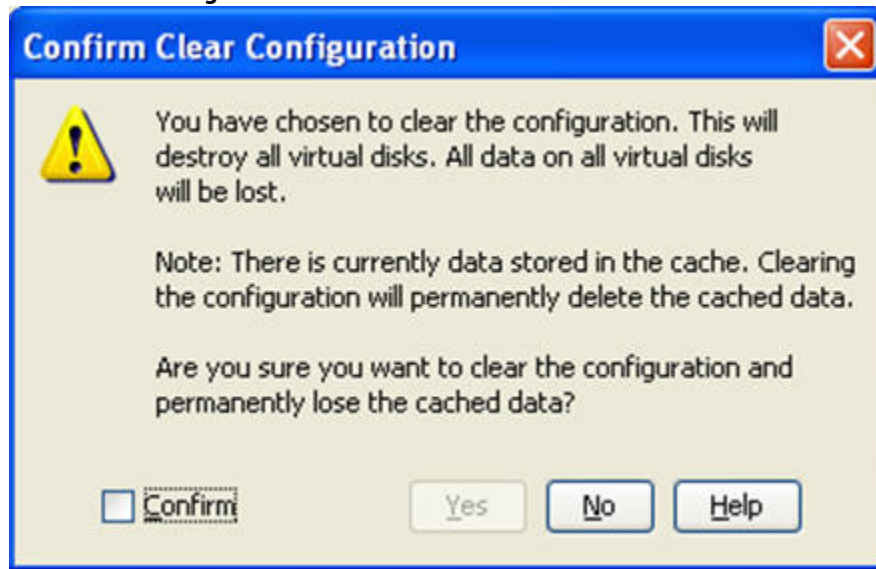 Confirm Clear Configuration
You have chosen to clear the configuration. This will
destroy all virtual disks. All data on all virtual disks
will be lost.
Note: There is currently data stored in the cache. Clearing
the configuration will permanently delete the cached data.
Are you sure you want to clear the configuration and
permanently lose the cached data?
Confirm Yes No Help